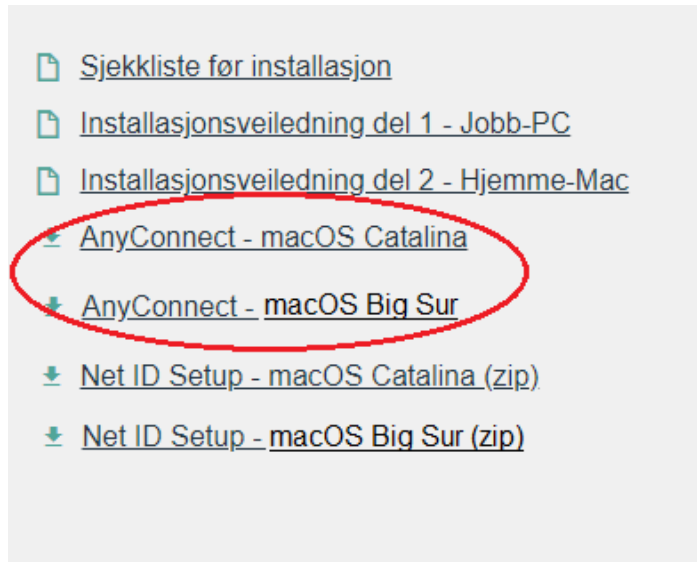 Sjekkliste før installasjon
Installasjonsveiledning del 1 - Jobb-PC
Installasjonsveiledning del 2 - Hjemme-Mac
AnyConnect - macOS Catalina
AnyConnect - macOS Big Sur
Net ID Setup - macOS Catalina (zip)
Net ID Setup - macOS Big Sur (zip)